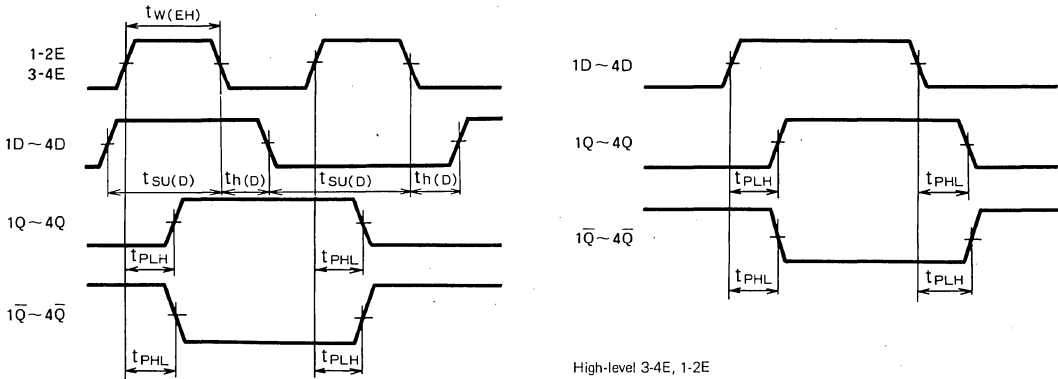 tW(EH)
1-2E
3-4E
1D~4D
tSU(D)
th(D)
tSU(D)
th(D)
1Q~4Q
tPLH
tPHL
1Q̅~4Q̅
tPHL
tPLH
1D~4D
1Q~4Q
tPLH
tPHL
1Q̅~4Q̅
tPHL
tPLH
High-level 3-4E, 1-2E